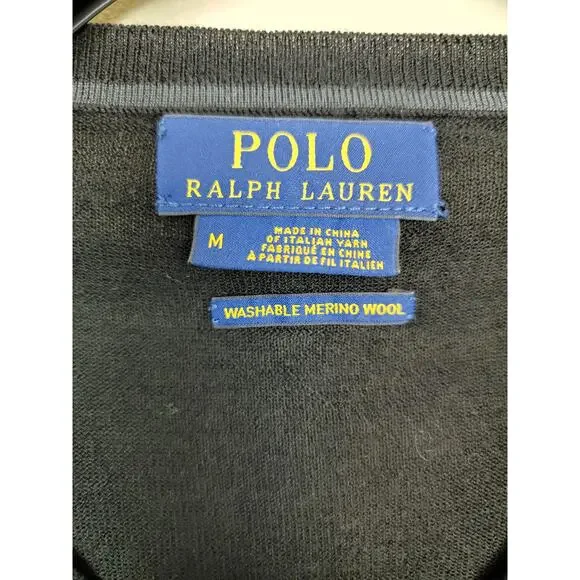 POLO
RALPH LAUREN
M
MADE IN CHINA
OF ITALIAN YARN
FABRIQUÉ EN CHINE
À PARTIR DE FIL ITALIEN
WASHABLE MERINO WOOL